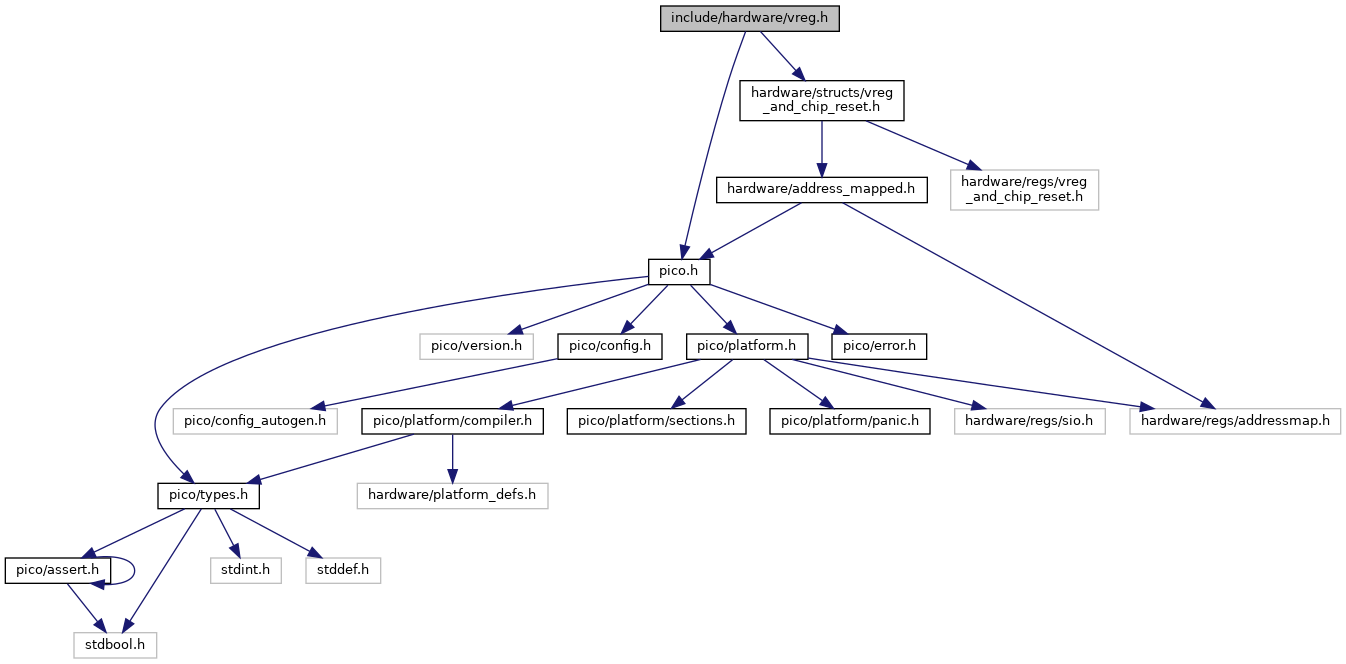 include/hardware/vreg.h
hardware/structs/vreg
_and_chip_reset.h
hardware/address_mapped.h
hardware/regs/vreg
_and_chip_reset.h
pico.h
pico/version.h
pico/config.h
pico/platform.h
pico/error.h
pico/config_autogen.h
pico/platform/compiler.h
pico/platform/sections.h
pico/platform/panic.h
hardware/regs/sio.h
hardware/regs/addressmap.h
pico/types.h
hardware/platform_defs.h
pico/assert.h
stdint.h
stddef.h
stdbool.h